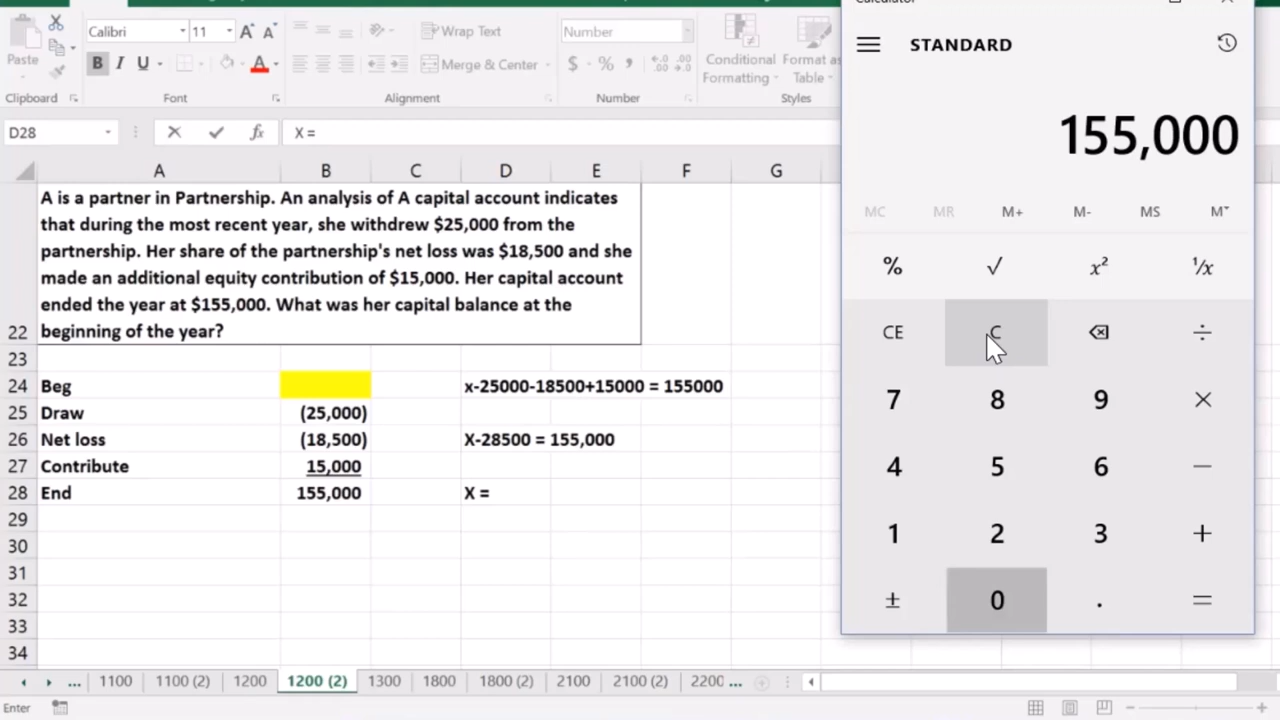 Calculator
Calibri 11 A A Wrap Text Number
Paste B I U A Merge & Center $ % , Conditional Format as
Formatting Table
Clipboard Font Alignment Number Styles
D28 fx X =
A B C D E F G
A is a partner in Partnership. An analysis of A capital account indicates
that during the most recent year, she withdrew $25,000 from the
partnership. Her share of the partnership's net loss was $18,500 and she
made an additional equity contribution of $15,000. Her capital account
ended the year at $155,000. What was her capital balance at the
22 beginning of the year?
23
24 Beg x-25000-18500+15000 = 155000
25 Draw (25,000)
26 Net loss (18,500) X-28500 = 155,000
27 Contribute 15,000
28 End 155,000 X =
29
30
31
32
33
34
... 1100 1100 (2) 1200 1200 (2) 1300 1800 1800 (2) 2100 2100 (2) 2200 ...
Enter
STANDARD
155,000
MC MR M+ M- MS M
% √ x² ¹/x
CE C ÷
7 8 9 ×
4 5 6 −
1 2 3 +
± 0 . =